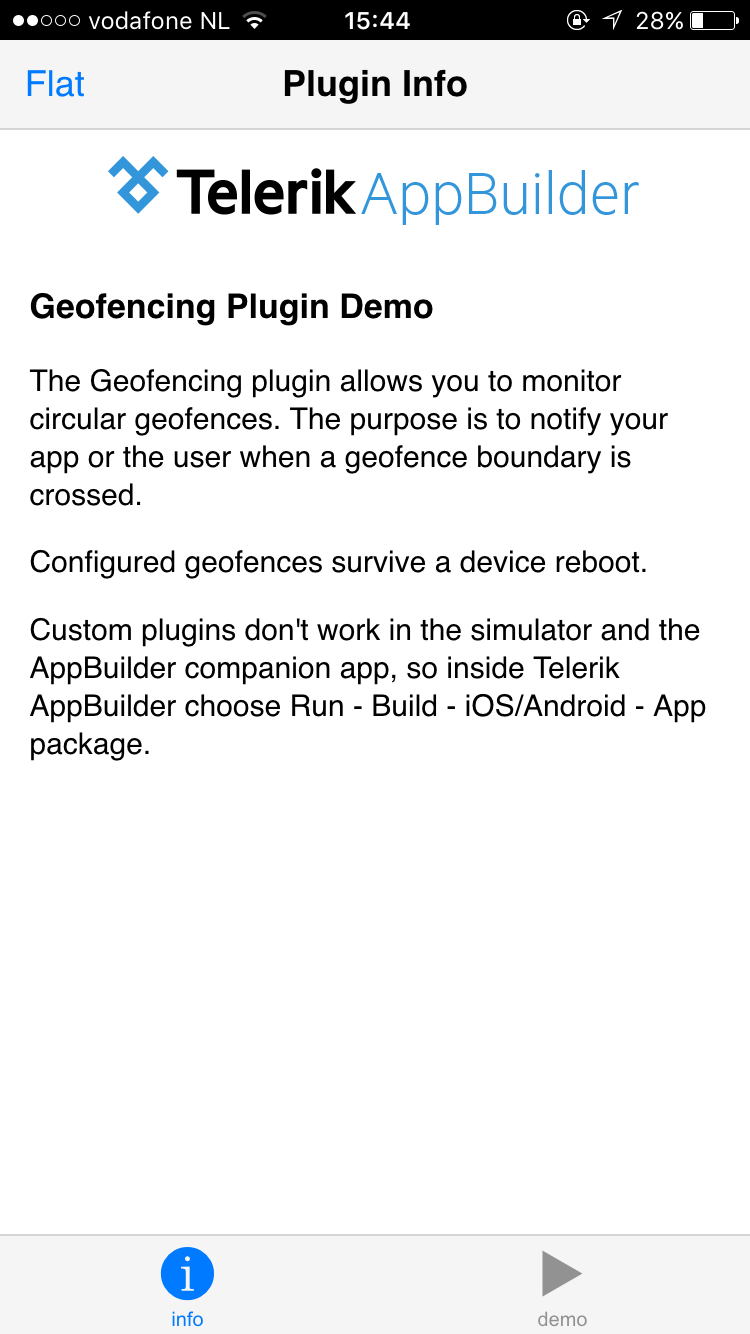 vodafone NL 15:44 28%
Flat Plugin Info
Telerik AppBuilder
Geofencing Plugin Demo
The Geofencing plugin allows you to monitor
circular geofences. The purpose is to notify your
app or the user when a geofence boundary is
crossed.
Configured geofences survive a device reboot.
Custom plugins don't work in the simulator and the
AppBuilder companion app, so inside Telerik
AppBuilder choose Run - Build - iOS/Android - App
package.
i
info demo